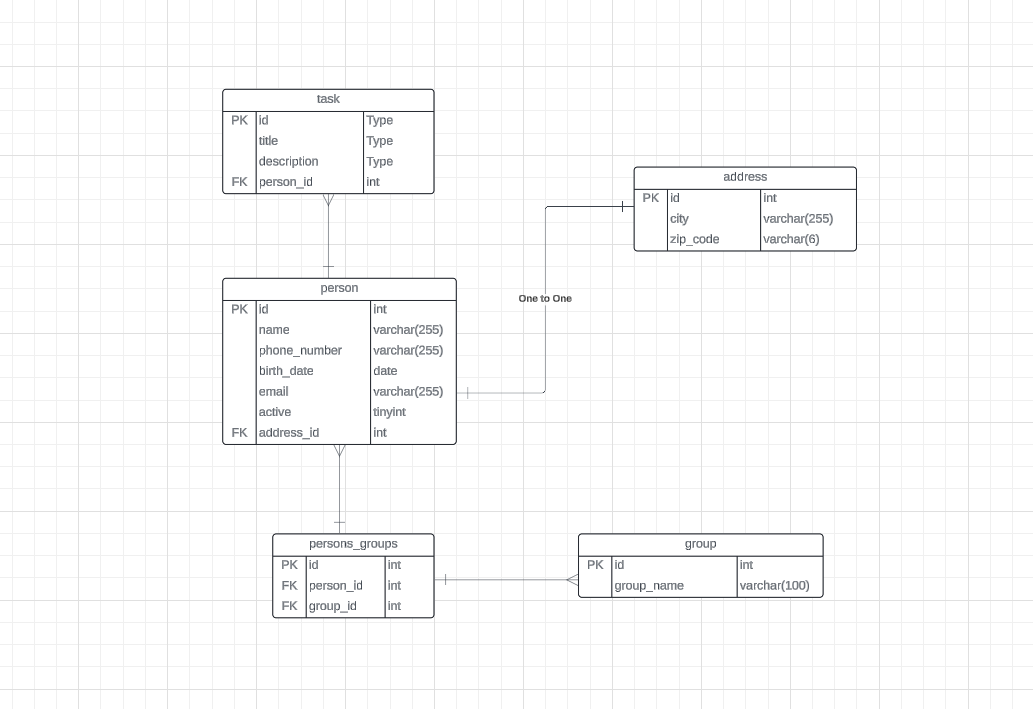 task
PK id Type
title Type
description Type
FK person_id int
address
PK id int
city varchar(255)
zip_code varchar(6)
One to One
person
PK id int
name varchar(255)
phone_number varchar(255)
birth_date date
email varchar(255)
active tinyint
FK address_id int
persons_groups
PK id int
FK person_id int
FK group_id int
group
PK id int
group_name varchar(100)